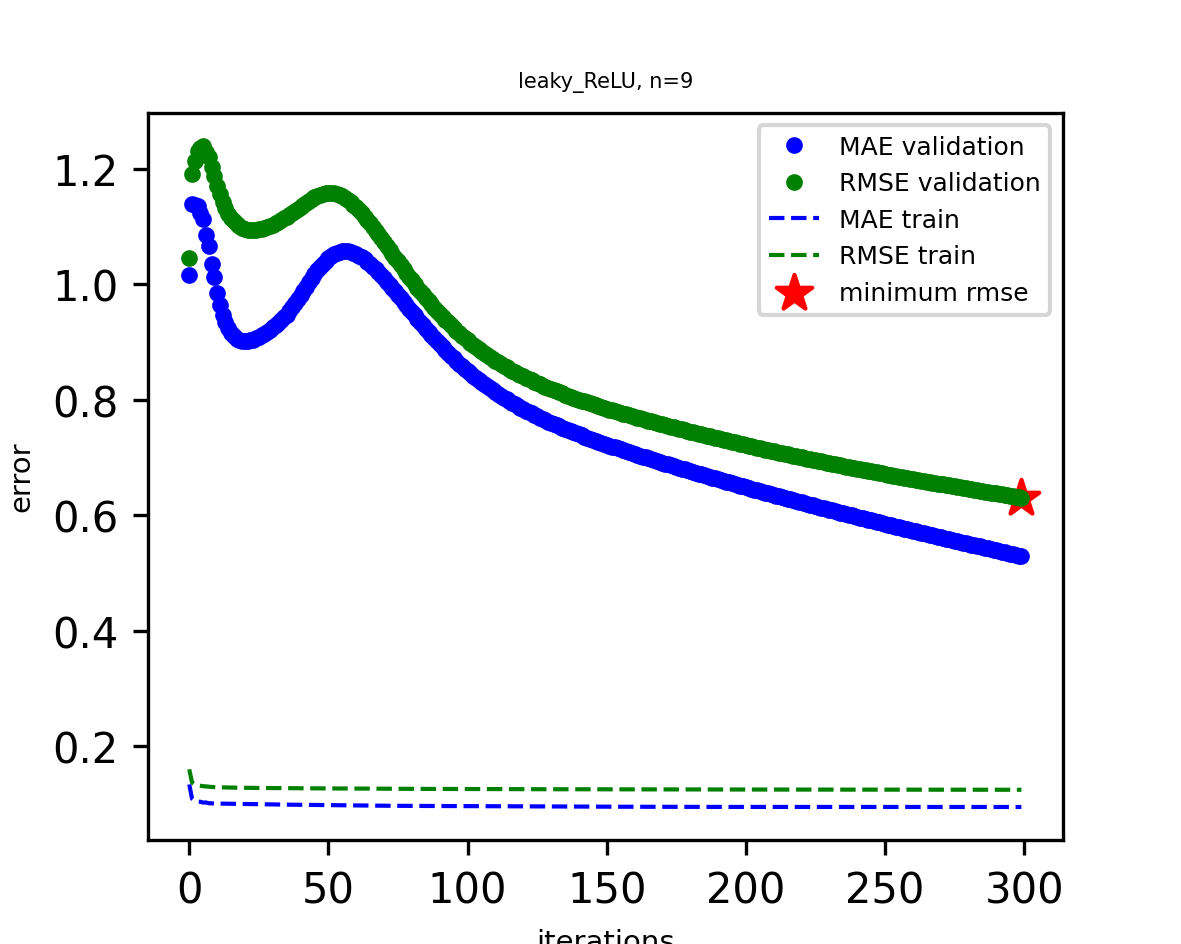 leaky_ReLU, n=9
MAE validation
RMSE validation
MAE train
RMSE train
minimum rmse
error
1.2
1.0
0.8
0.6
0.4
0.2
0 50 100 150 200 250 300
iterations